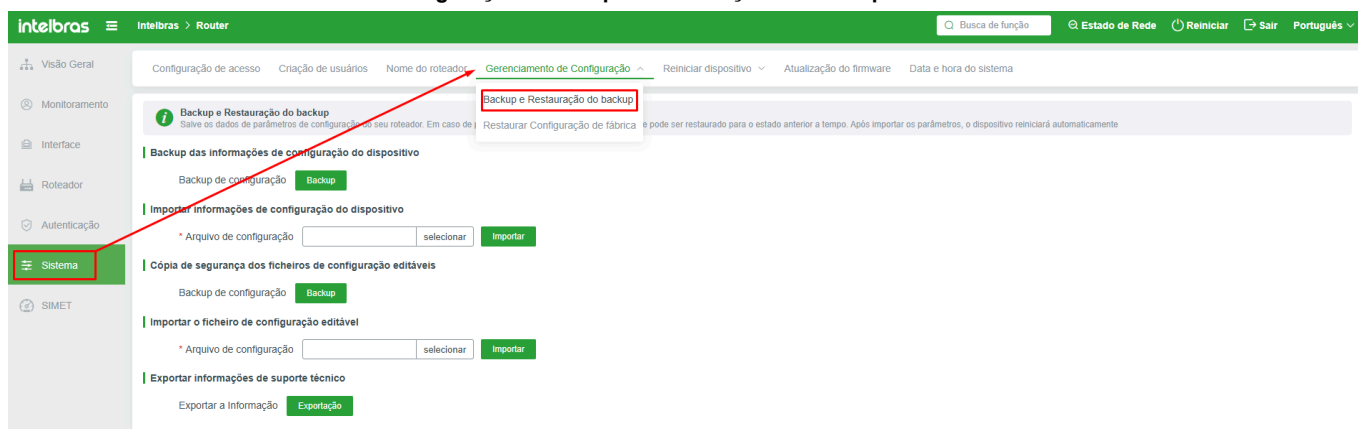 intelbras Intelbras > Router Busca de função Estado de Rede Reiniciar Sair Português
Visão Geral
Configuração de acesso Criação de usuários Nome do roteador Gerenciamento de Configuração Reiniciar dispositivo Atualização do firmware Data e hora do sistema
Backup e Restauração do backup
Restaurar Configuração de fábrica
Monitoramento
Backup e Restauração do backup
Salve os dados de parâmetros de configuração do seu roteador. Em caso de pode ser restaurado para o estado anterior a tempo. Após importar os parâmetros, o dispositivo reiniciará automaticamente
Interface
Backup das informações de configuração do dispositivo
Roteador
Backup de configuração Backup
Importar informações de configuração do dispositivo
Autenticação
* Arquivo de configuração selecionar Importar
Sistema
Cópia de segurança dos ficheiros de configuração editáveis
Backup de configuração Backup
SIMET
Importar o ficheiro de configuração editável
* Arquivo de configuração selecionar Importar
Exportar informações de suporte técnico
Exportar a Informação Exportação